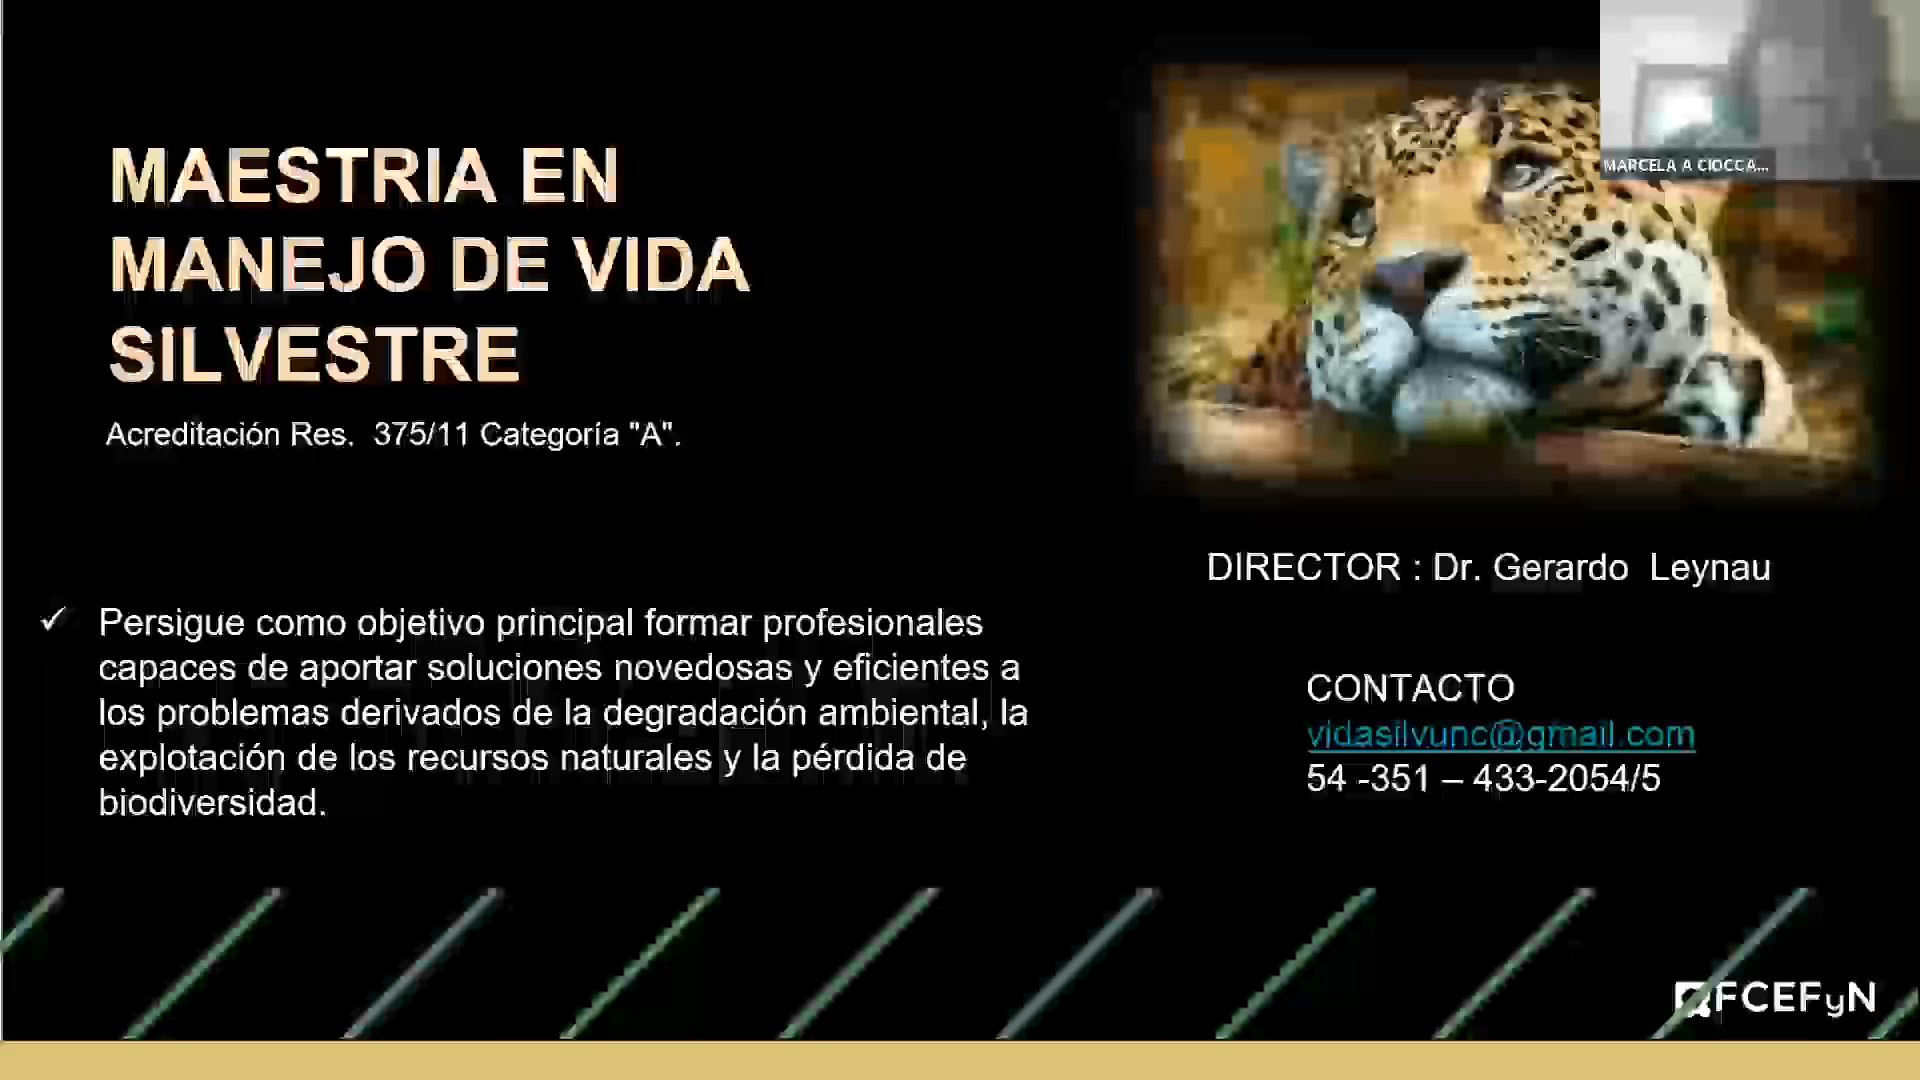 MAESTRIA EN
MANEJO DE VIDA
SILVESTRE
Acreditación Res. 375/11 Categoría "A".
✓ Persigue como objetivo principal formar profesionales
capaces de aportar soluciones novedosas y eficientes a
los problemas derivados de la degradación ambiental, la
explotación de los recursos naturales y la pérdida de
biodiversidad.
MARCELA A CIOCCA...
DIRECTOR : Dr. Gerardo Leynau
CONTACTO
vidasilvunc@gmail.com
54 -351 – 433-2054/5
FCEFyN